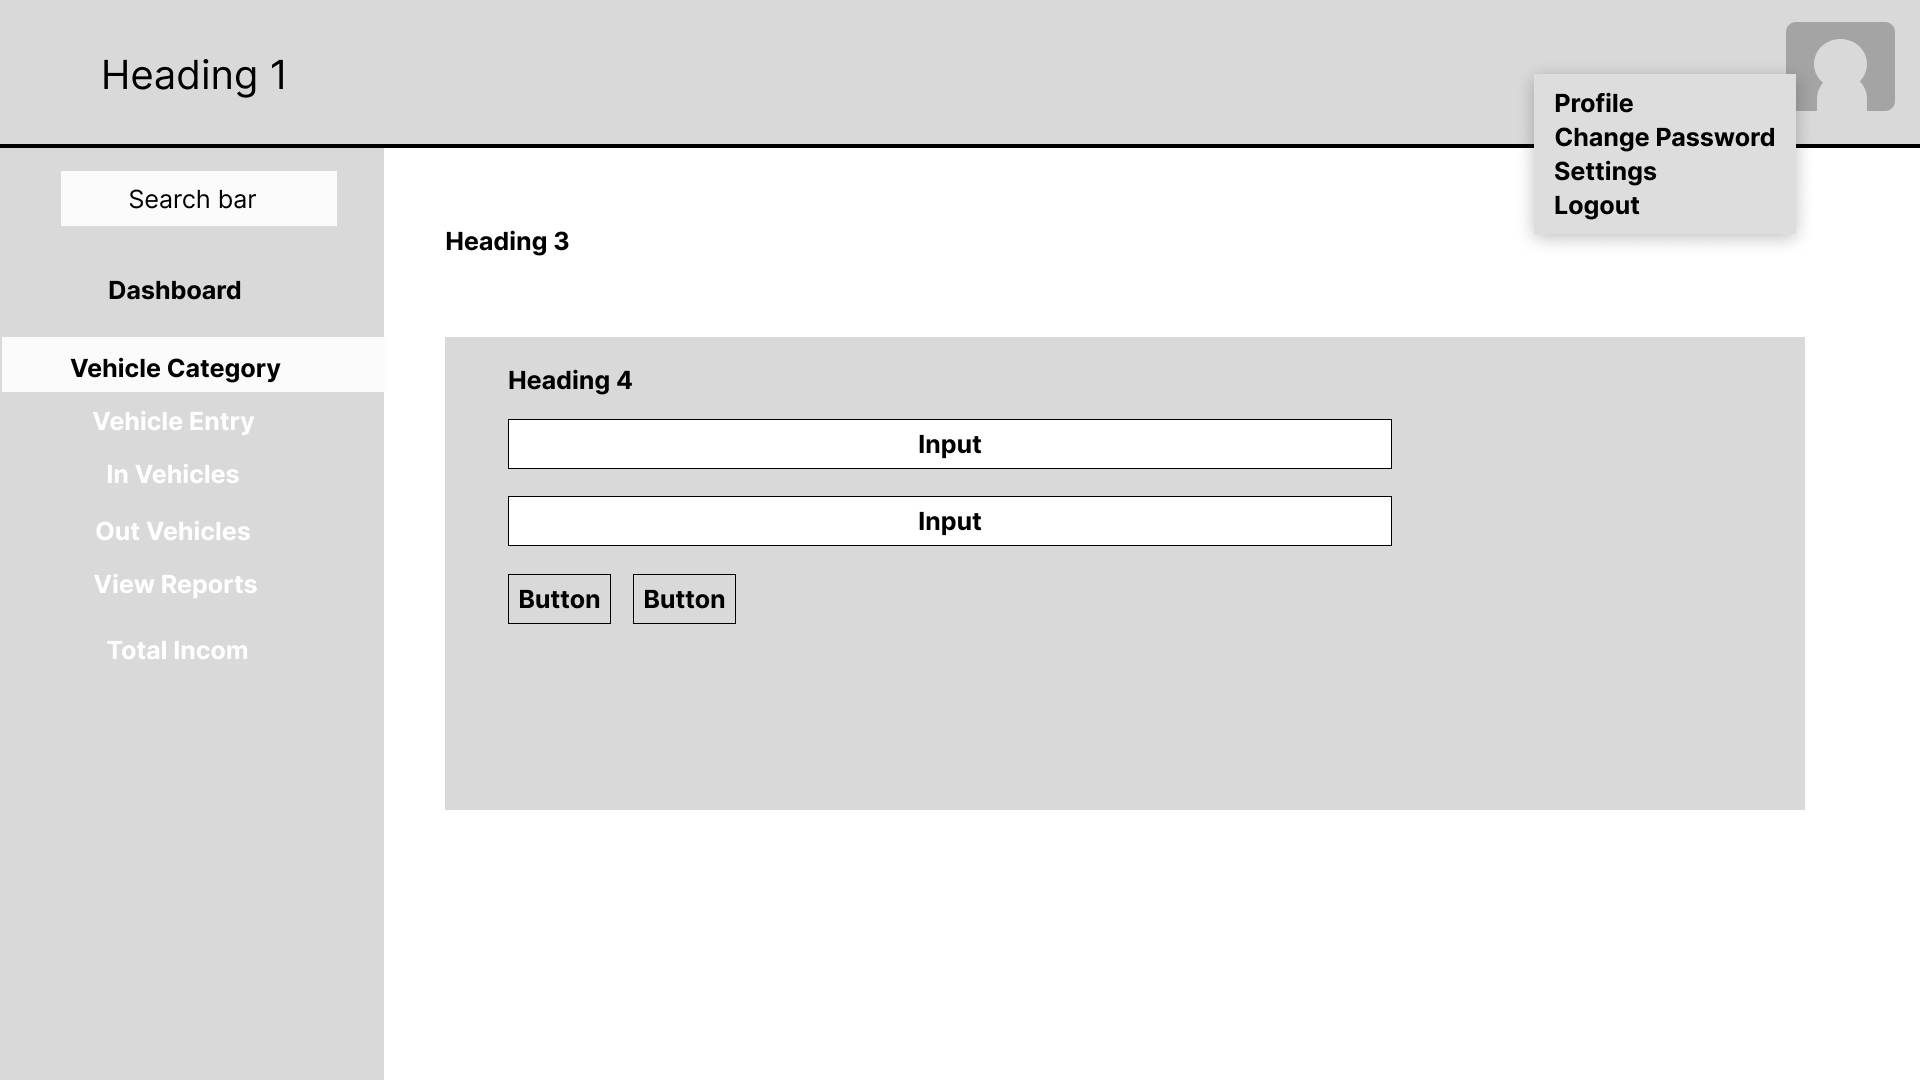 Heading 1
Profile
Change Password
Settings
Logout
Search bar
Dashboard
Vehicle Category
Vehicle Entry
In Vehicles
Out Vehicles
View Reports
Total Incom
Heading 3
Heading 4
Input
Input
Button Button